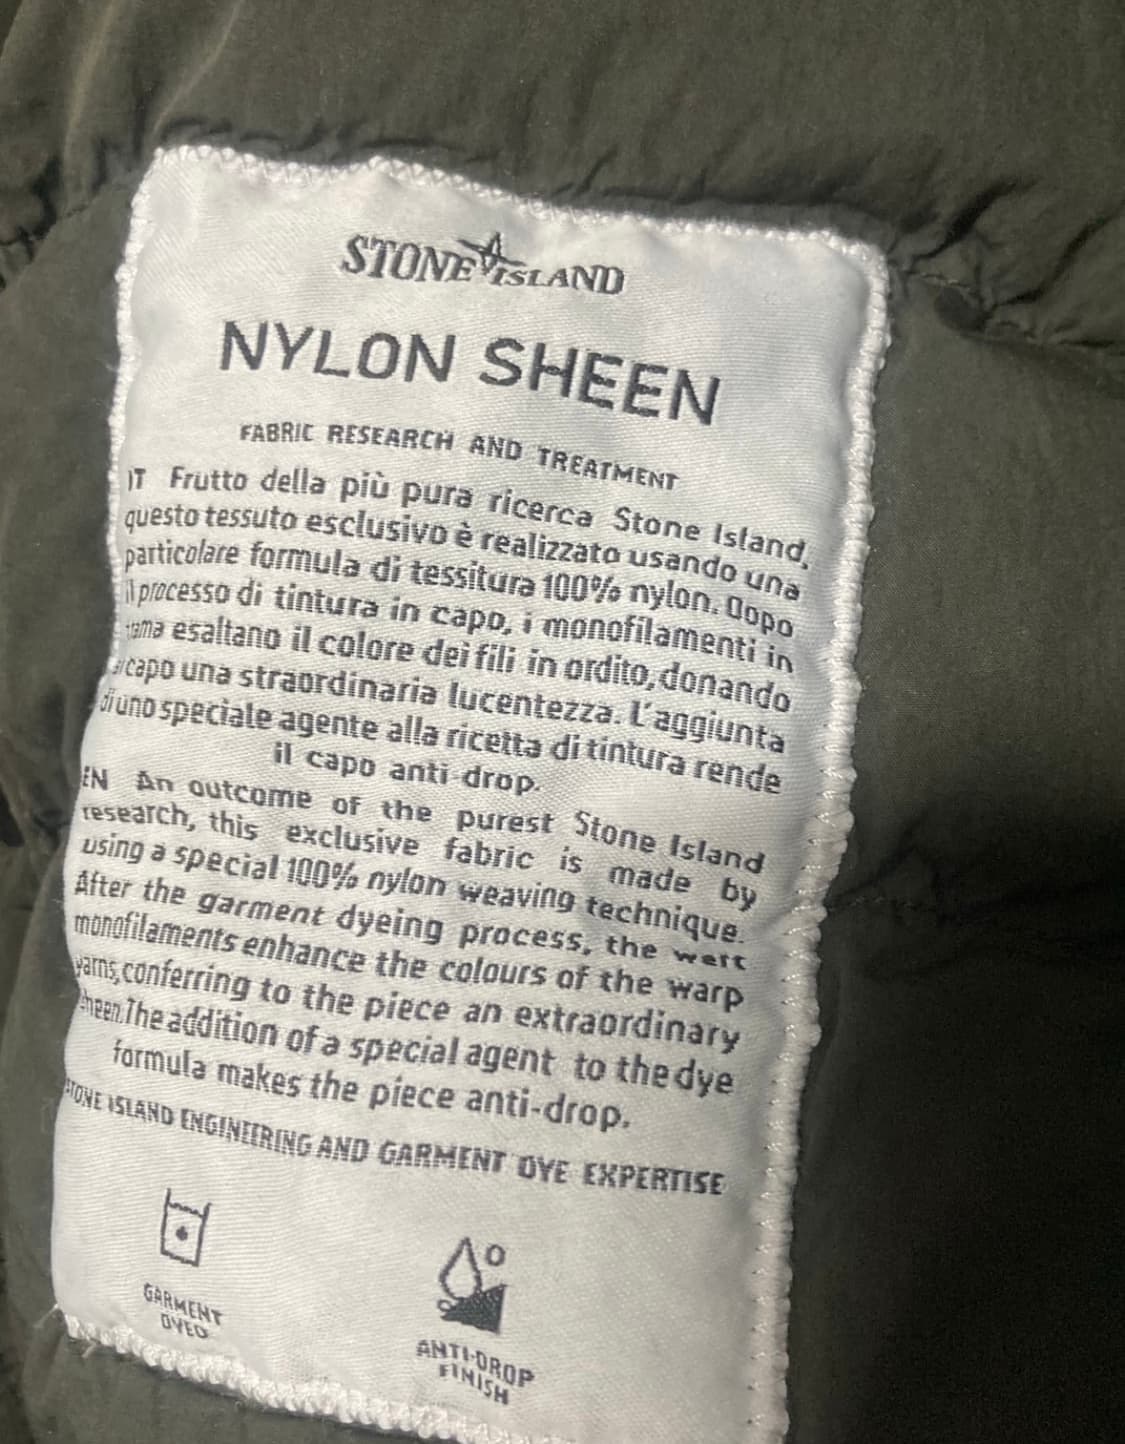 STONE ISLAND
NYLON SHEEN
FABRIC RESEARCH AND TREATMENT
IT Frutto della più pura ricerca Stone Island,
questo tessuto esclusivo è realizzato usando una
particolare formula di tessitura 100% nylon. Dopo
il processo di tintura in capo, i monofilamenti in
trama esaltano il colore dei fili in ordito, donando
al capo una straordinaria lucentezza. L'aggiunta
di uno speciale agente alla ricetta di tintura rende
il capo anti-drop.
EN An outcome of the purest Stone Island
research, this exclusive fabric is made by
using a special 100% nylon weaving technique.
After the garment dyeing process, the weft
monofilaments enhance the colours of the warp
yarns, conferring to the piece an extraordinary
sheen. The addition of a special agent to the dye
formula makes the piece anti-drop.
STONE ISLAND ENGINEERING AND GARMENT DYE EXPERTISE
GARMENT
DYED
ANTI-DROP
FINISH